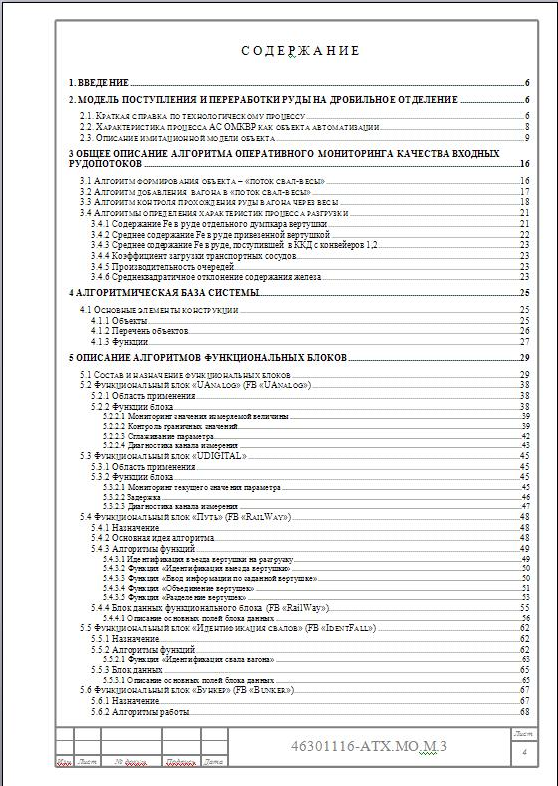 СОДЕРЖАНИЕ
1. ВВЕДЕНИЕ 6
2. МОДЕЛЬ ПОСТУПЛЕНИЯ И ПЕРЕРАБОТКИ РУДЫ НА ДРОБИЛЬНОЕ ОТДЕЛЕНИЕ 6
2.1. Краткая справка по технологическому процессу 6
2.2. Характеристика процесса АС ОМКВР как объекта автоматизации 8
2.3. Описание имитационной модели объекта 9
3 ОБЩЕЕ ОПИСАНИЕ АЛГОРИТМА ОПЕРАТИВНОГО МОНИТОРИНГА КАЧЕСТВА ВХОДНЫХ
РУДОПОТОКОВ 16
3.1 Алгоритм формирования объекта – «поток свал-весы» 16
3.2 Алгоритм добавления вагона в «поток свал-весы» 17
3.3 Алгоритм контроля прохождения руды вагона через весы 18
3.4 Алгоритмы определения характеристик процесса разгрузки 21
3.4.1 Содержание Fe в руде отдельного думпкара вертушки 21
3.4.2 Среднее содержание Fe в руде привезенной вертушкой 22
3.4.3 Среднее содержание Fe в руде, поступившей в ККД с конвейеров 1,2 23
3.4.4 Коэффициент загрузки транспортных сосудов 23
3.4.5 Производительность очередей 23
3.4.6 Среднеквадратичное отклонение содержания железа 23
4 АЛГОРИТМИЧЕСКАЯ БАЗА СИСТЕМЫ 25
4.1 Основные элементы конструкции 25
4.1.1 Объекты 25
4.1.2 Перечень объектов 26
4.1.3 Функции 27
5 ОПИСАНИЕ АЛГОРИТМОВ ФУНКЦИОНАЛЬНЫХ БЛОКОВ 29
5.1 Состав и назначение функциональных блоков 29
5.2 Функциональный блок «UAnalog» (FB «UAnalog») 38
5.2.1 Область применения 38
5.2.2 Функции блока 38
5.2.2.1 Мониторинг значения измеряемой величины 39
5.2.2.2 Контроль граничных значений 39
5.2.2.3 Сглаживание параметра 42
5.2.2.4 Диагностика канала измерения 43
5.3 Функциональный блок «UDIGITAL» 45
5.3.1 Область применения 45
5.3.2 Функции блока 45
5.3.2.1 Мониторинг текущего значения параметра 45
5.3.2.2 Задержка 46
5.3.2.3 Диагностика канала измерения 47
5.4 Функциональный блок «Путь» (FB «RailWay») 48
5.4.1 Назначение 48
5.4.2 Основная идея алгоритма 48
5.4.3 Алгоритмы функций 49
5.4.3.1 Идентификация въезда вертушки на разгрузку 49
5.4.3.2 Функция «Идентификации выезда вертушки» 50
5.4.3.3 Функция «Ввод информации по заданной вертушке» 50
5.4.3.4 Функция «Объединение вертушек» 51
5.4.3.5 Функция «Разделение вертушек» 53
5.4.4 Блок данных функционального блока (FB «RailWay») 55
5.4.4.1 Описание основных полей блока данных 56
5.5 Функциональный блок «Идентификация свалов» (FB «IdentFall») 62
5.5.1 Назначение 62
5.5.2 Алгоритмы функций 62
5.5.2.1 Функция «Идентификация свала вагона» 63
5.5.3 Блок данных 65
5.5.3.1 Описание основных полей блока данных 65
5.6 Функциональный блок «Бункер» (FB «Bunker») 67
5.6.1 Назначение 67
5.6.2 Алгоритмы работы 68
46301116-АТХ.МО.М.3
Лист
4
Изм. Лист № докум. Подпись Дата